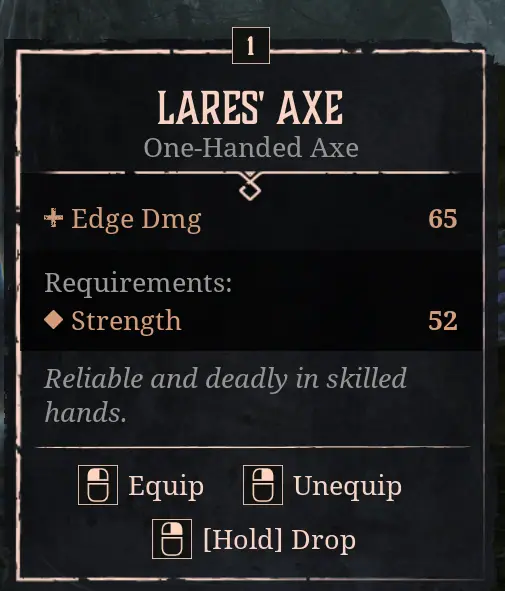 1
LARES' AXE
One-Handed Axe
Edge Dmg 65
Requirements:
Strength 52
Reliable and deadly in skilled
hands.
Equip Unequip
[Hold] Drop